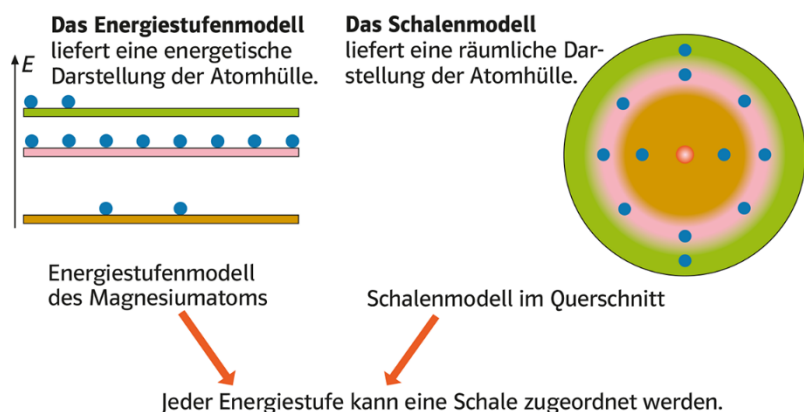 Das Energiestufenmodell
liefert eine energetische
Darstellung der Atomhülle.
Das Schalenmodell
liefert eine räumliche Dar-
stellung der Atomhülle.
E
Energiestufenmodell
des Magnesiumatoms
Schalenmodell im Querschnitt
Jeder Energiestufe kann eine Schale zugeordnet werden.